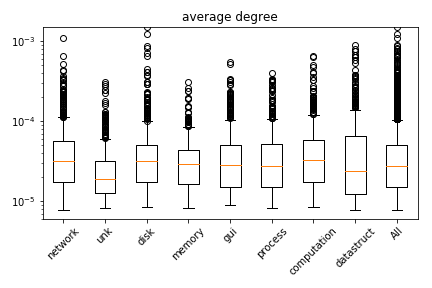 average degree
10⁻³
10⁻⁴
10⁻⁵
network
unk
disk
memory
gui
process
computation
datastruct
All